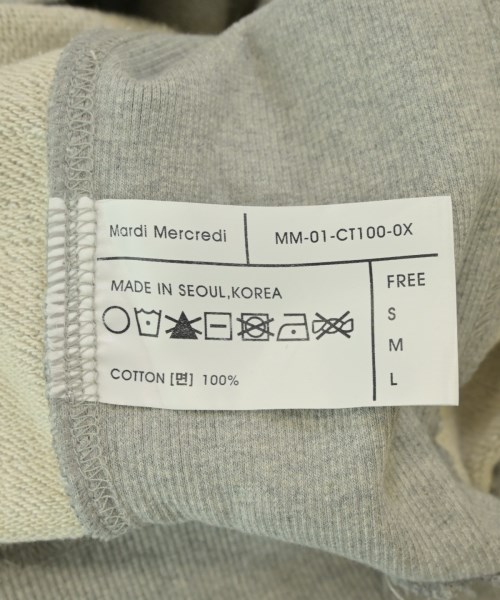 Mardi Mercredi
MM-01-CT100-0X
MADE IN SEOUL,KOREA
COTTON [면] 100%
FREE
S
M
L